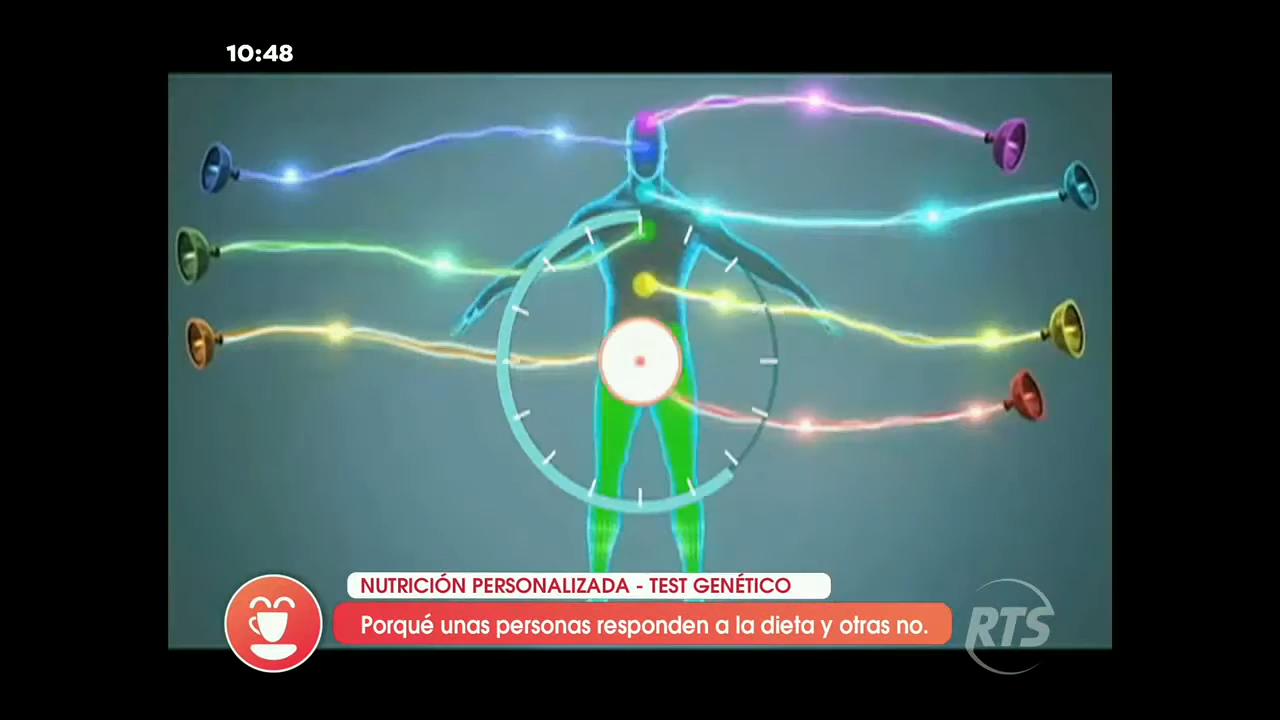 10:48
NUTRICIÓN PERSONALIZADA - TEST GENÉTICO
Porqué unas personas responden a la dieta y otras no.
RTS